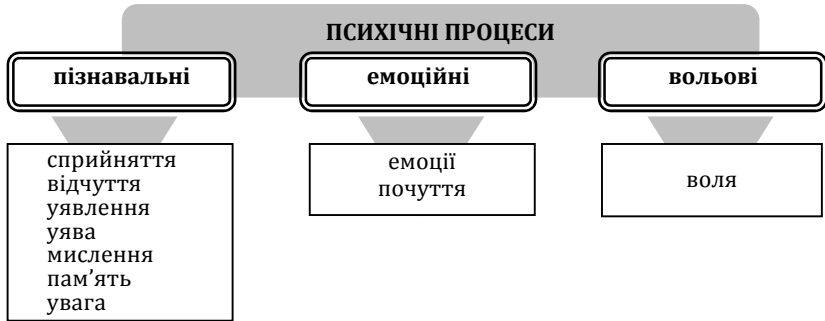 ПСИХІЧНІ ПРОЦЕСИ
пізнавальні
емоційні
вольові
сприйняття
відчуття
уявлення
уява
мислення
пам’ять
увага
емоції
почуття
воля